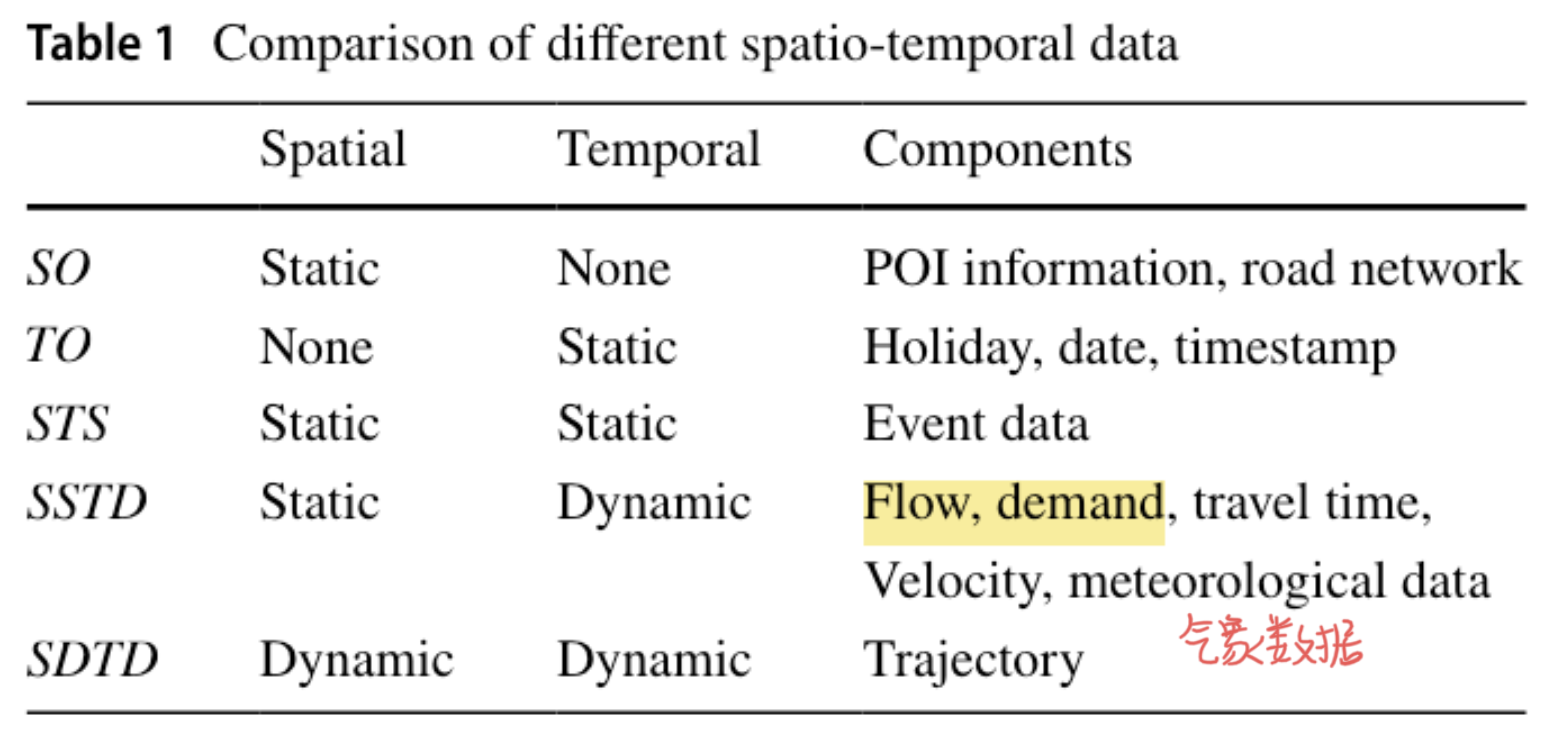 Table 1 Comparison of different spatio-temporal data
Spatial Temporal Components
SO Static None POI information, road network
TO None Static Holiday, date, timestamp
STS Static Static Event data
SSTD Static Dynamic Flow, demand, travel time,
Velocity, meteorological data
气象数据
SDTD Dynamic Dynamic Trajectory